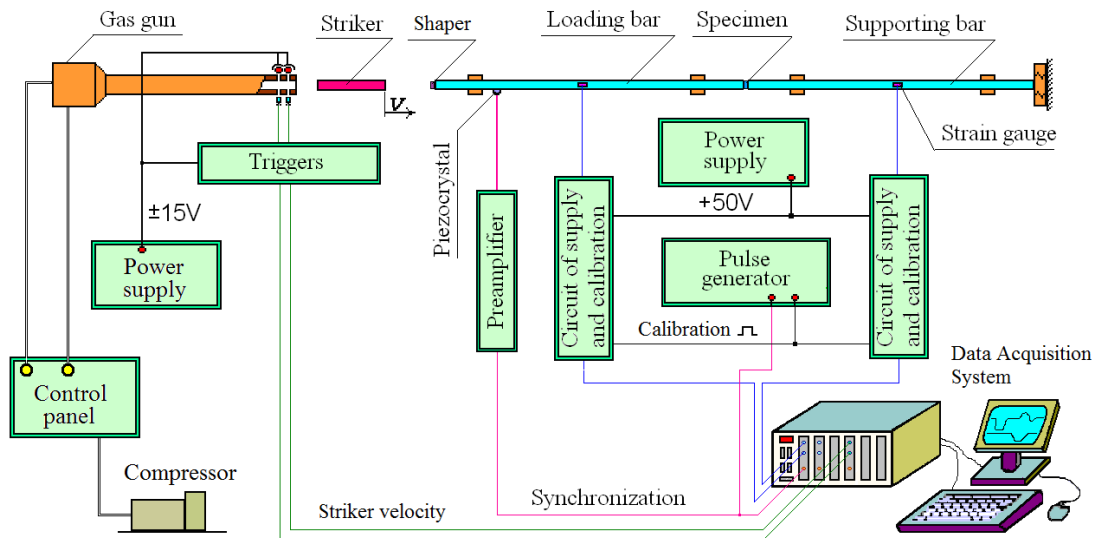 Gas gun
Striker
Shaper
Loading bar
Specimen
Supporting bar
V
Strain gauge
Triggers
Piezocrystal
Power
supply
±15V
+50V
Power
supply
Preamplifier
Circuit of supply
and calibration
Pulse
generator
Circuit of supply
and calibration
Calibration
Control
panel
Data Acquisition
System
Compressor
Striker velocity
Synchronization